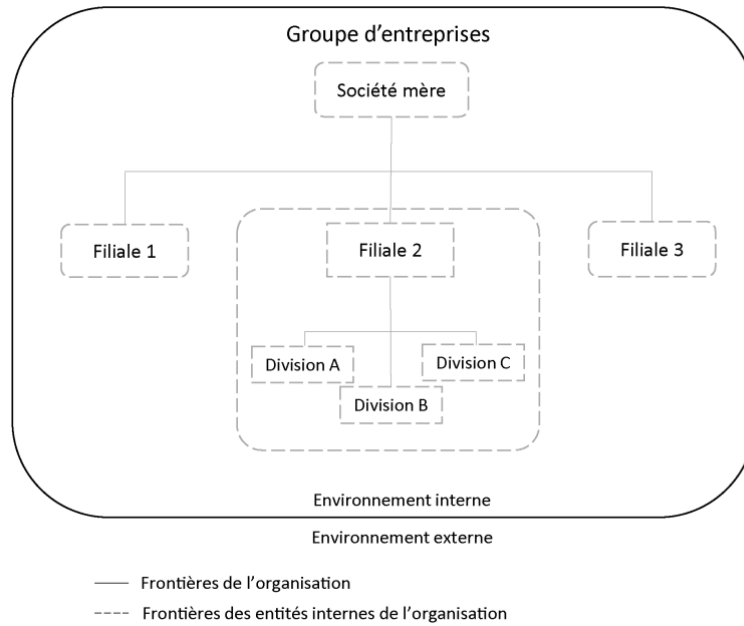 Groupe d'entreprises
Société mère
Filiale 1
Filiale 2
Filiale 3
Division A
Division C
Division B
Environnement interne
Environnement externe
Frontières de l'organisation
Frontières des entités internes de l'organisation